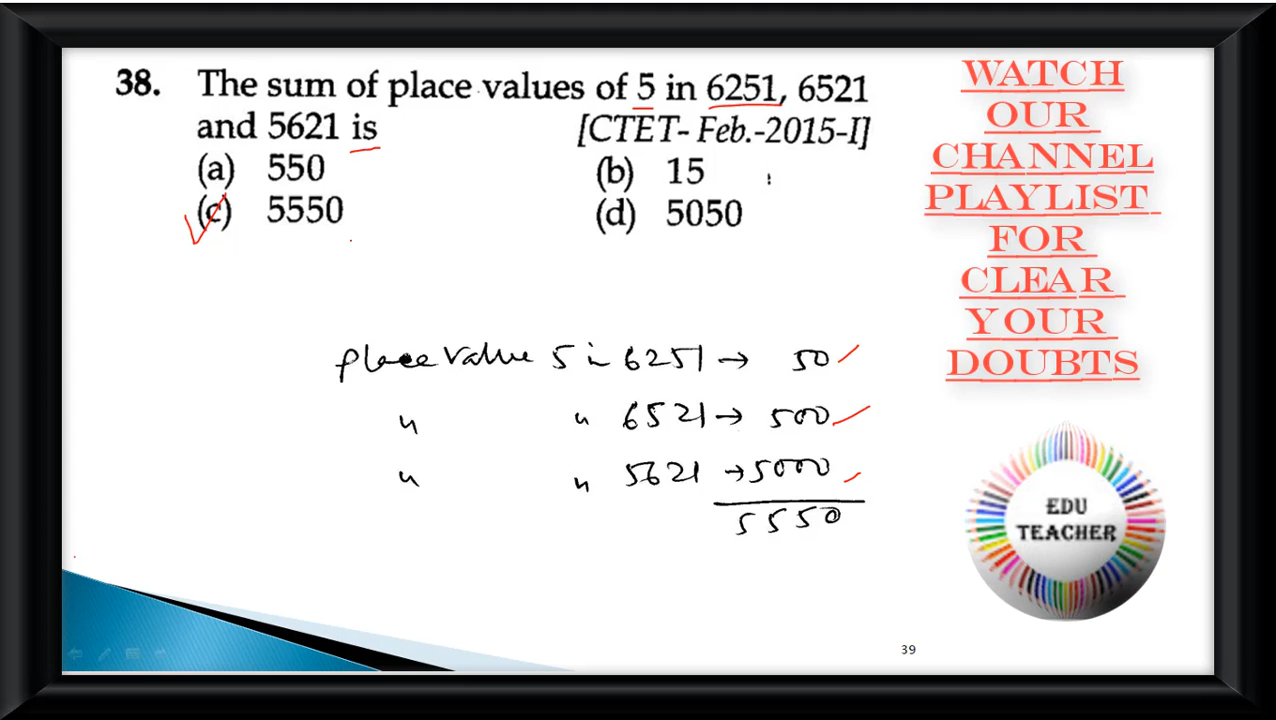 38. The sum of place values of 5 in 6251, 6521
and 5621 is [CTET- Feb.-2015-I]
(a) 550 (b) 15
(c) 5550 (d) 5050
place value 5 in 6251 → 50
" " 6521 → 500
" " 5621 → 5000
5550
WATCH
OUR
CHANNEL
PLAYLIST
FOR
CLEAR
YOUR
DOUBTS
EDU
TEACHER
39